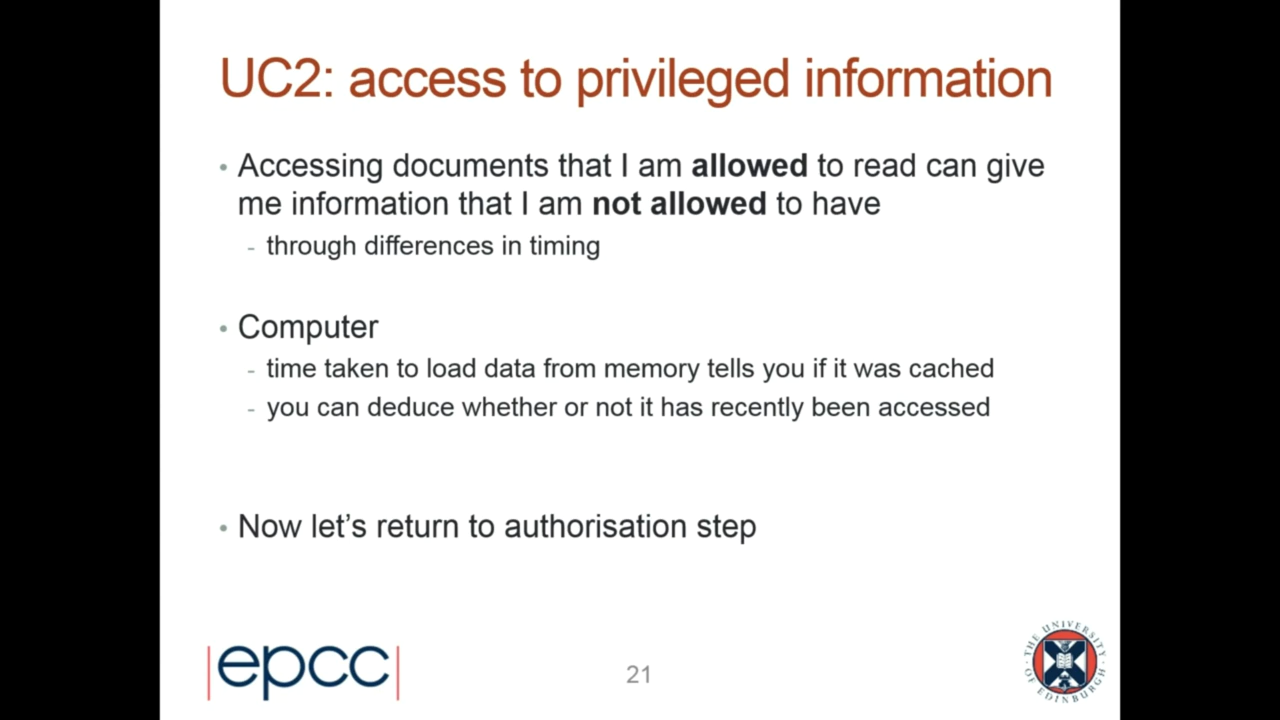 UC2: access to privileged information
• Accessing documents that I am allowed to read can give
me information that I am not allowed to have
- through differences in timing
• Computer
- time taken to load data from memory tells you if it was cached
- you can deduce whether or not it has recently been accessed
• Now let’s return to authorisation step
|epcc|
21
THE UNIVERSITY OF EDINBURGH